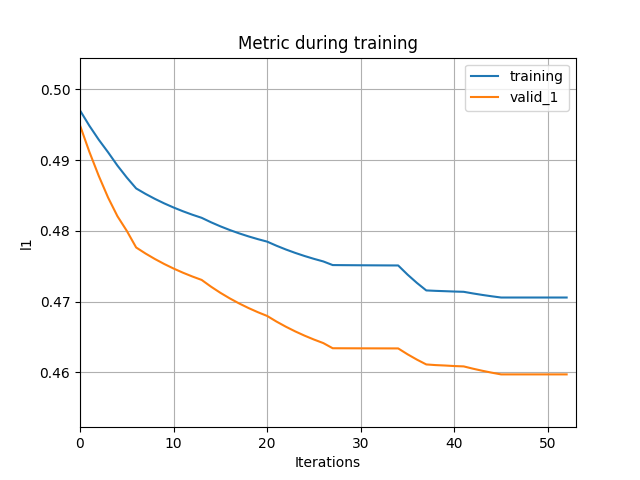 Metric during training
training
valid_1
0.50
0.49
0.48
0.47
0.46
l1
0 10 20 30 40 50
Iterations